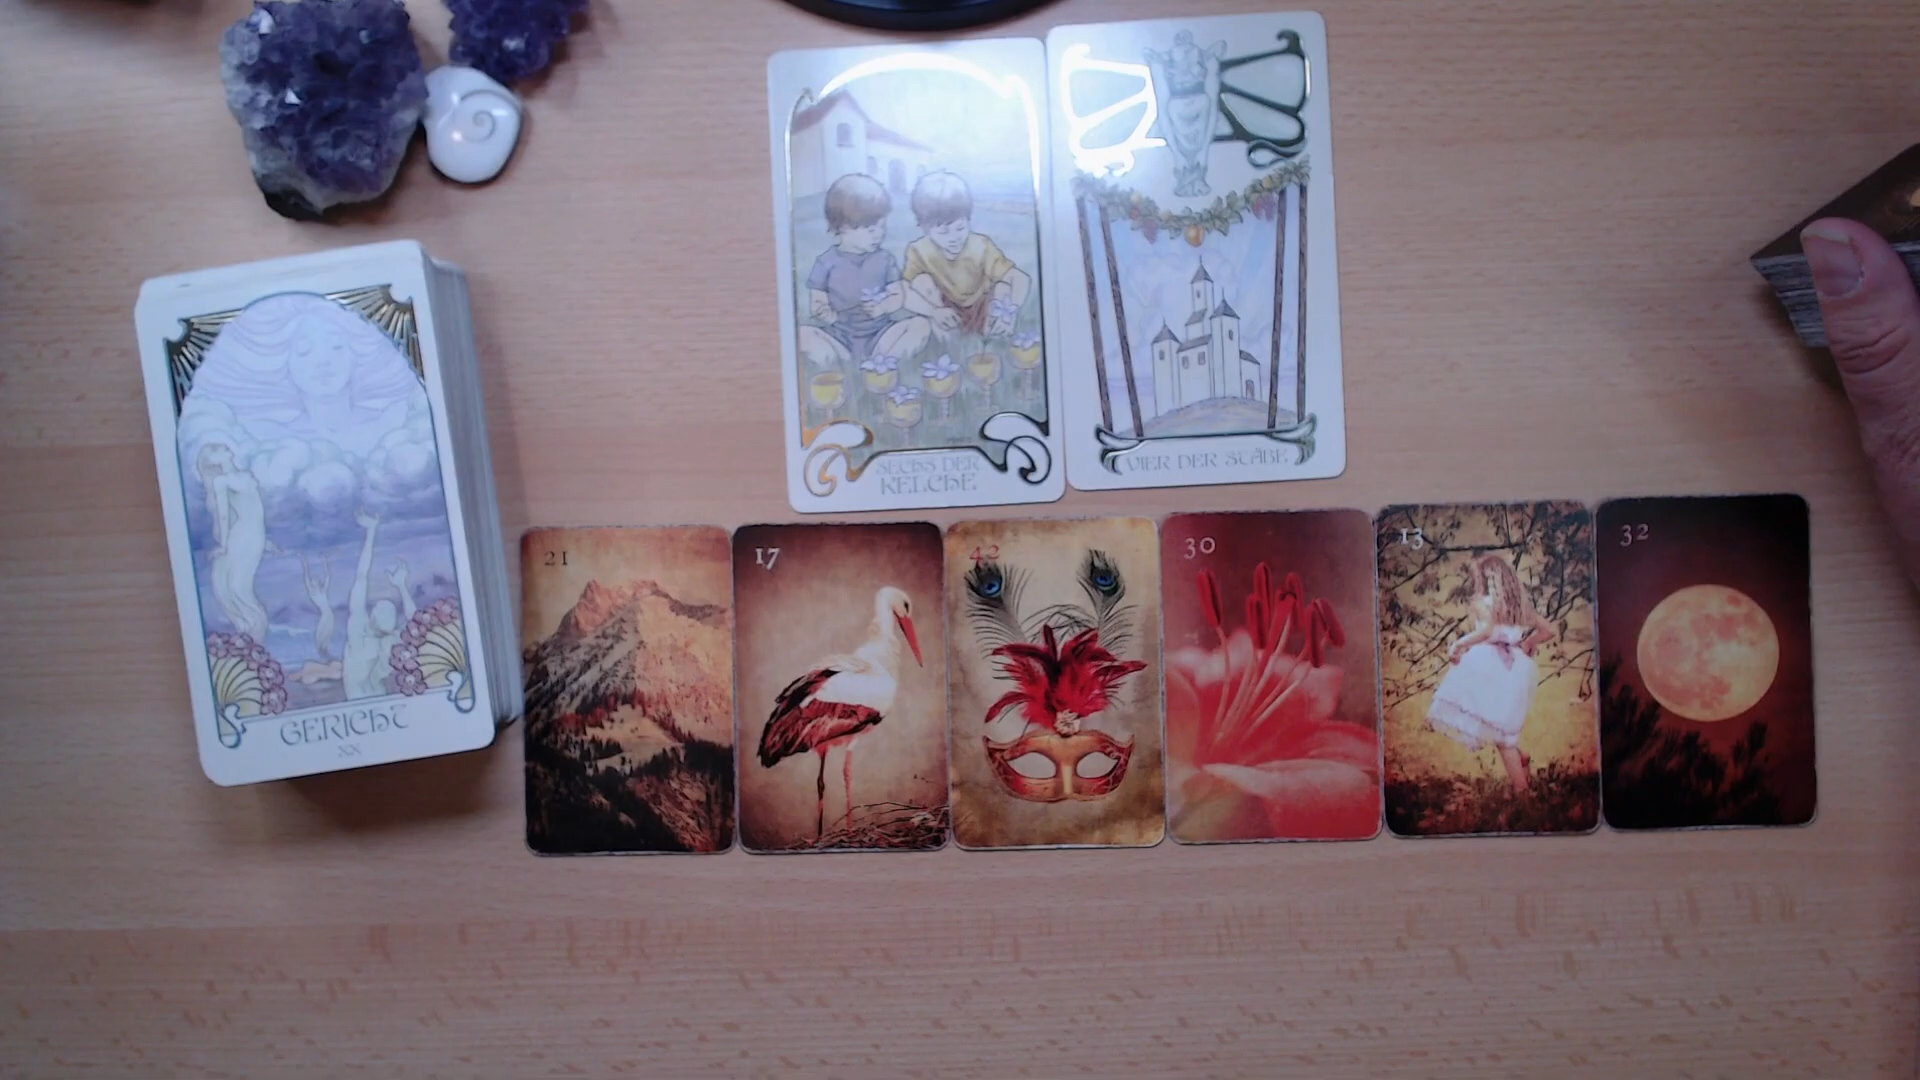 SECHS DER
KELCHE
VIER DER STÄBE
GERICHT
XX
21
17
42
30
13
32